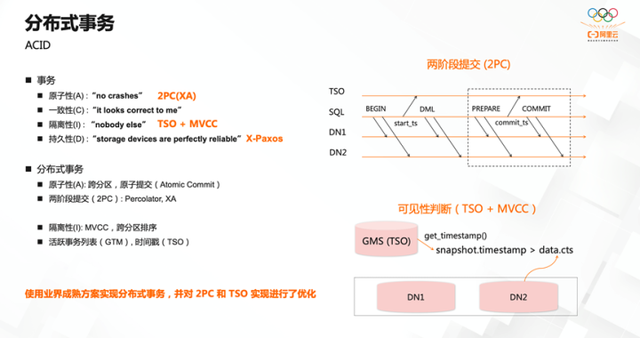 分布式事务
ACID
阿里云
事务
原子性(A)：“no crashes” 2PC(XA)
一致性(C)：“it looks correct to me”
隔离性(I)：“nobody else” TSO + MVCC
持久性(D)：“storage devices are perfectly reliable” X-Paxos
分布式事务
原子性(A): 跨分区，原子提交（Atomic Commit）
两阶段提交（2PC）: Percolator, XA
隔离性(I): MVCC，跨分区排序
活跃事务列表（GTM）, 时间戳（TSO）
使用业界成熟方案实现分布式事务，并对 2PC 和 TSO 实现进行了优化
两阶段提交 (2PC)
TSO
SQL
DN1
DN2
BEGIN
start_ts
DML
PREPARE
commit_ts
COMMIT
可见性判断（TSO + MVCC）
GMS (TSO)
get_timestamp()
snapshot.timestamp > data.cts
DN1
DN2